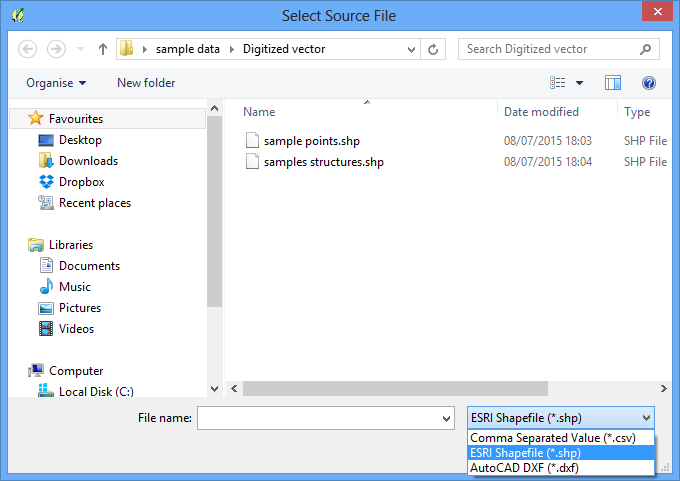 Select Source File
sample data Digitized vector
Search Digitized vector
Organise New folder
Favourites
Desktop
Downloads
Dropbox
Recent places
Libraries
Documents
Music
Pictures
Videos
Computer
Local Disk (C:)
Name Date modified Type
sample points.shp 08/07/2015 18:03 SHP File
samples structures.shp 08/07/2015 18:04 SHP File
File name:
ESRI Shapefile (*.shp)
Comma Separated Value (*.csv)
ESRI Shapefile (*.shp)
AutoCAD DXF (*.dxf)